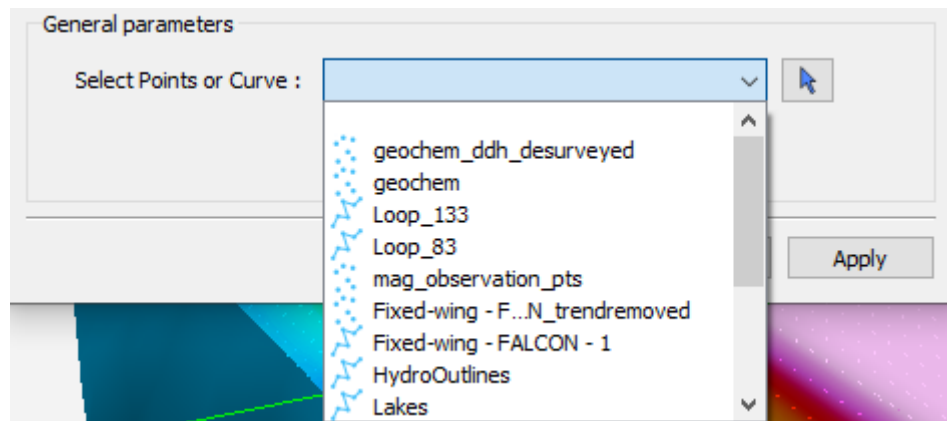 General parameters
Select Points or Curve :
geochem_ddh_desurveyed
geochem
Loop_133
Loop_83
mag_observation_pts
Fixed-wing - F...N_trendremoved
Fixed-wing - FALCON - 1
HydroOutlines
Lakes
Apply